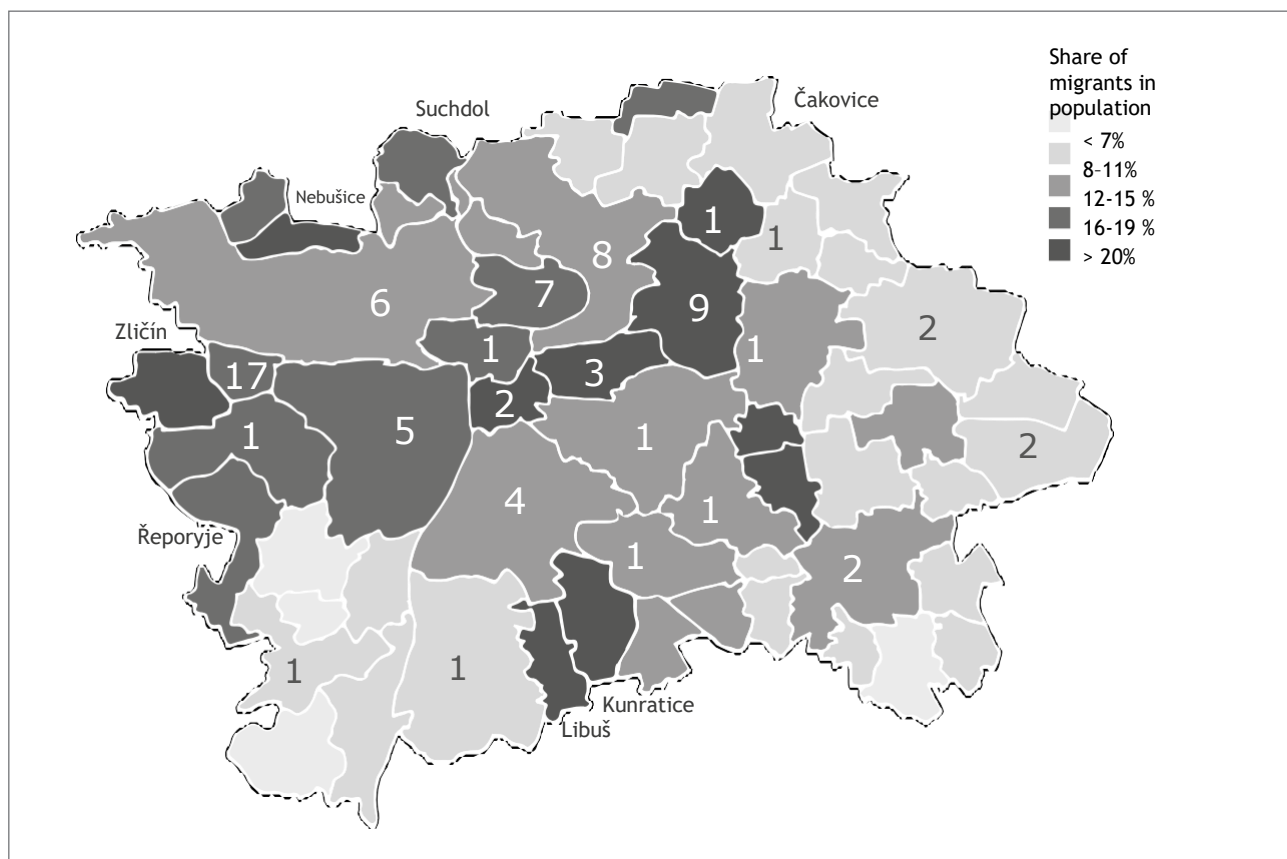 Share of
migrants in
population
< 7%
8–11%
12-15 %
16-19 %
> 20%
Čakovice
Suchdol
Nebušice
1
1
8
7
9
6
Zličín
1
1
2
17
3
2
1
5
1
2
4
1
Řeporyje
1
2
1
1
Kunratice
Libuš